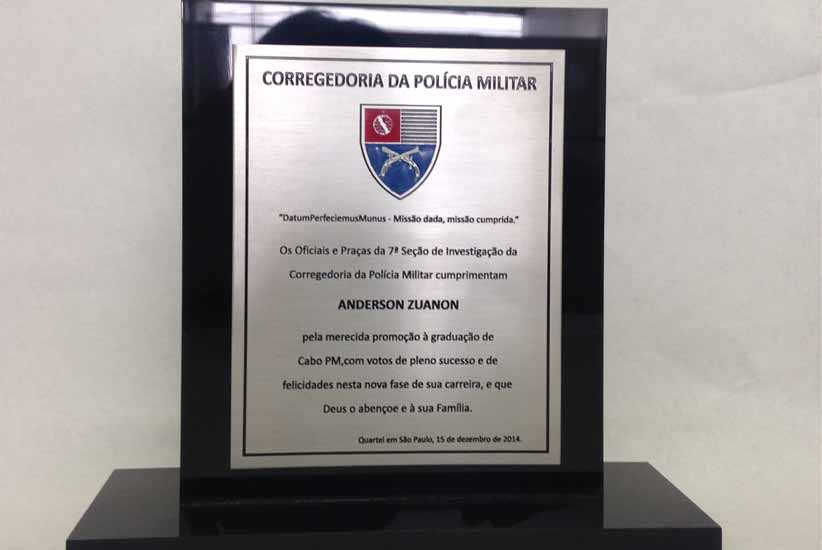 CORREGEDORIA DA POLÍCIA MILITAR
"DatumPerfeciemusMunus - Missão dada, missão cumprida."
Os Oficiais e Praças da 7ª Seção de Investigação da
Corregedoria da Polícia Militar cumprimentam
ANDERSON ZUANON
pela merecida promoção à graduação de
Cabo PM,com votos de pleno sucesso e de
felicidades nesta nova fase de sua carreira, e que
Deus o abençoe e à sua Família.
Quartel em São Paulo, 15 de dezembro de 2014.